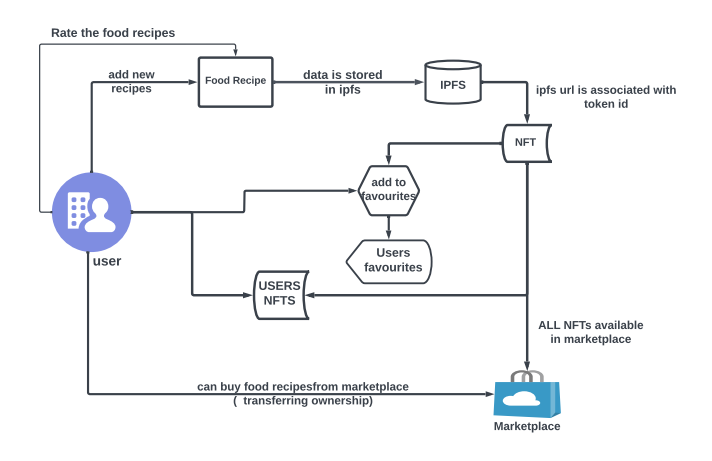 Rate the food recipes
add new
recipes
Food Recipe
data is stored
in ipfs
IPFS
ipfs url is associated with
token id
NFT
add to
favourites
user
Users
favourites
USERS
NFTS
ALL NFTs available
in marketplace
can buy food recipesfrom marketplace
(  transferring ownership)
Marketplace